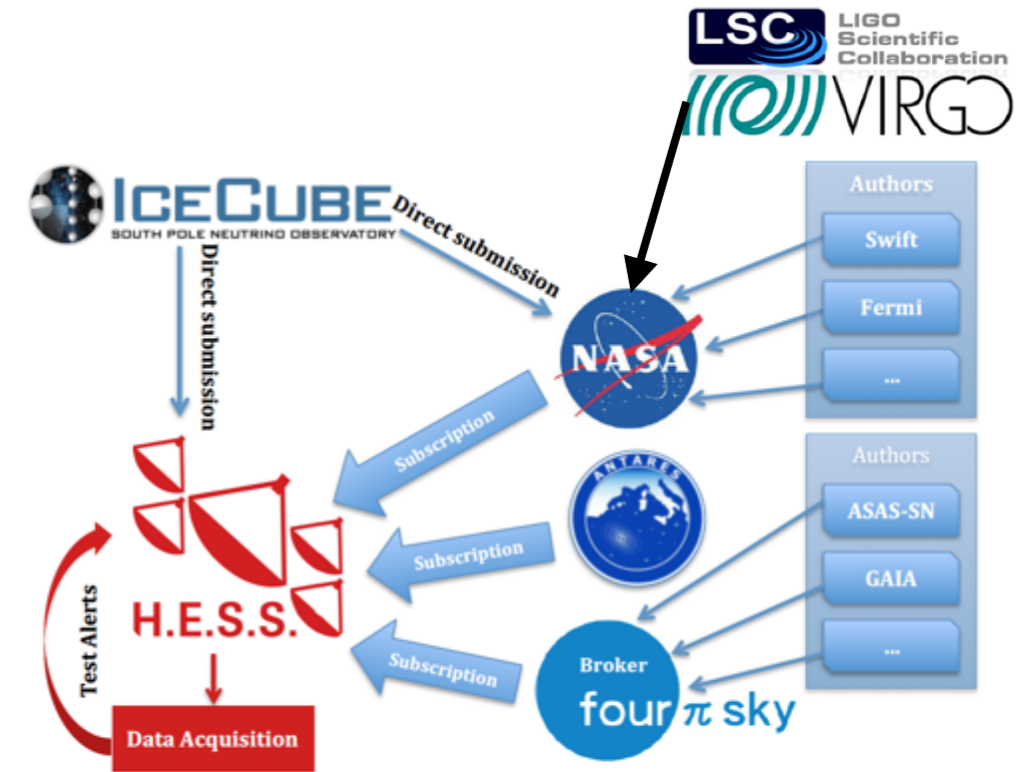 LSC
LIGO
Scientific
Collaboration
VIRGO
ICECUBE
SOUTH POLE NEUTRINO OBSERVATORY
Direct submission
Direct submission
Authors
Swift
Fermi
...
NASA
Subscription
ANTARES
Subscription
Authors
ASAS-SN
GAIA
...
H.E.S.S.
Test Alerts
Subscription
Broker
four π sky
Data Acquisition